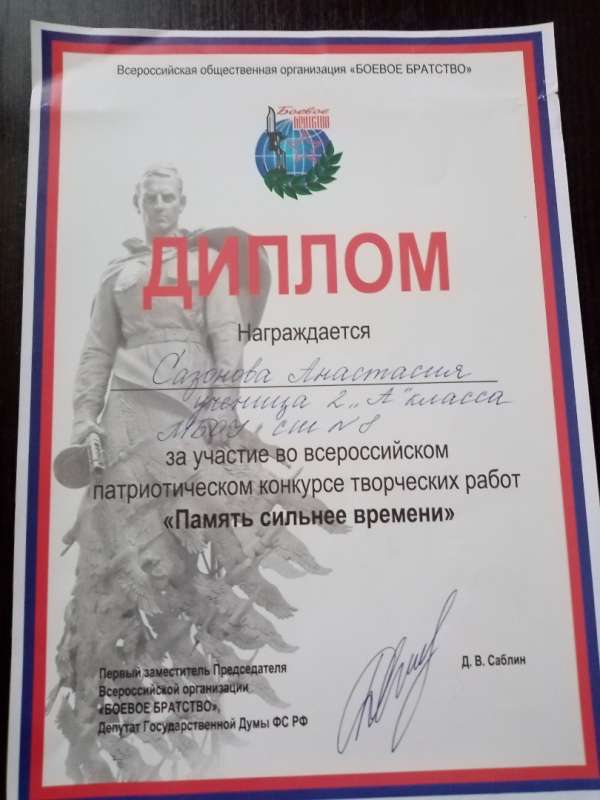 Всероссийская общественная организация «БОЕВОЕ БРАТСТВО»
Боевое
БРАТСТВО
ДИПЛОМ
Награждается
Сазонова Анастасия
ученица 2 „А" класса
МБОУ СШ №8
за участие во всероссийском
патриотическом конкурсе творческих работ
«Память сильнее времени»
Первый заместитель Председателя
Всероссийской организации
«БОЕВОЕ БРАТСТВО»,
Депутат Государственной Думы ФС РФ
Д. В. Саблин